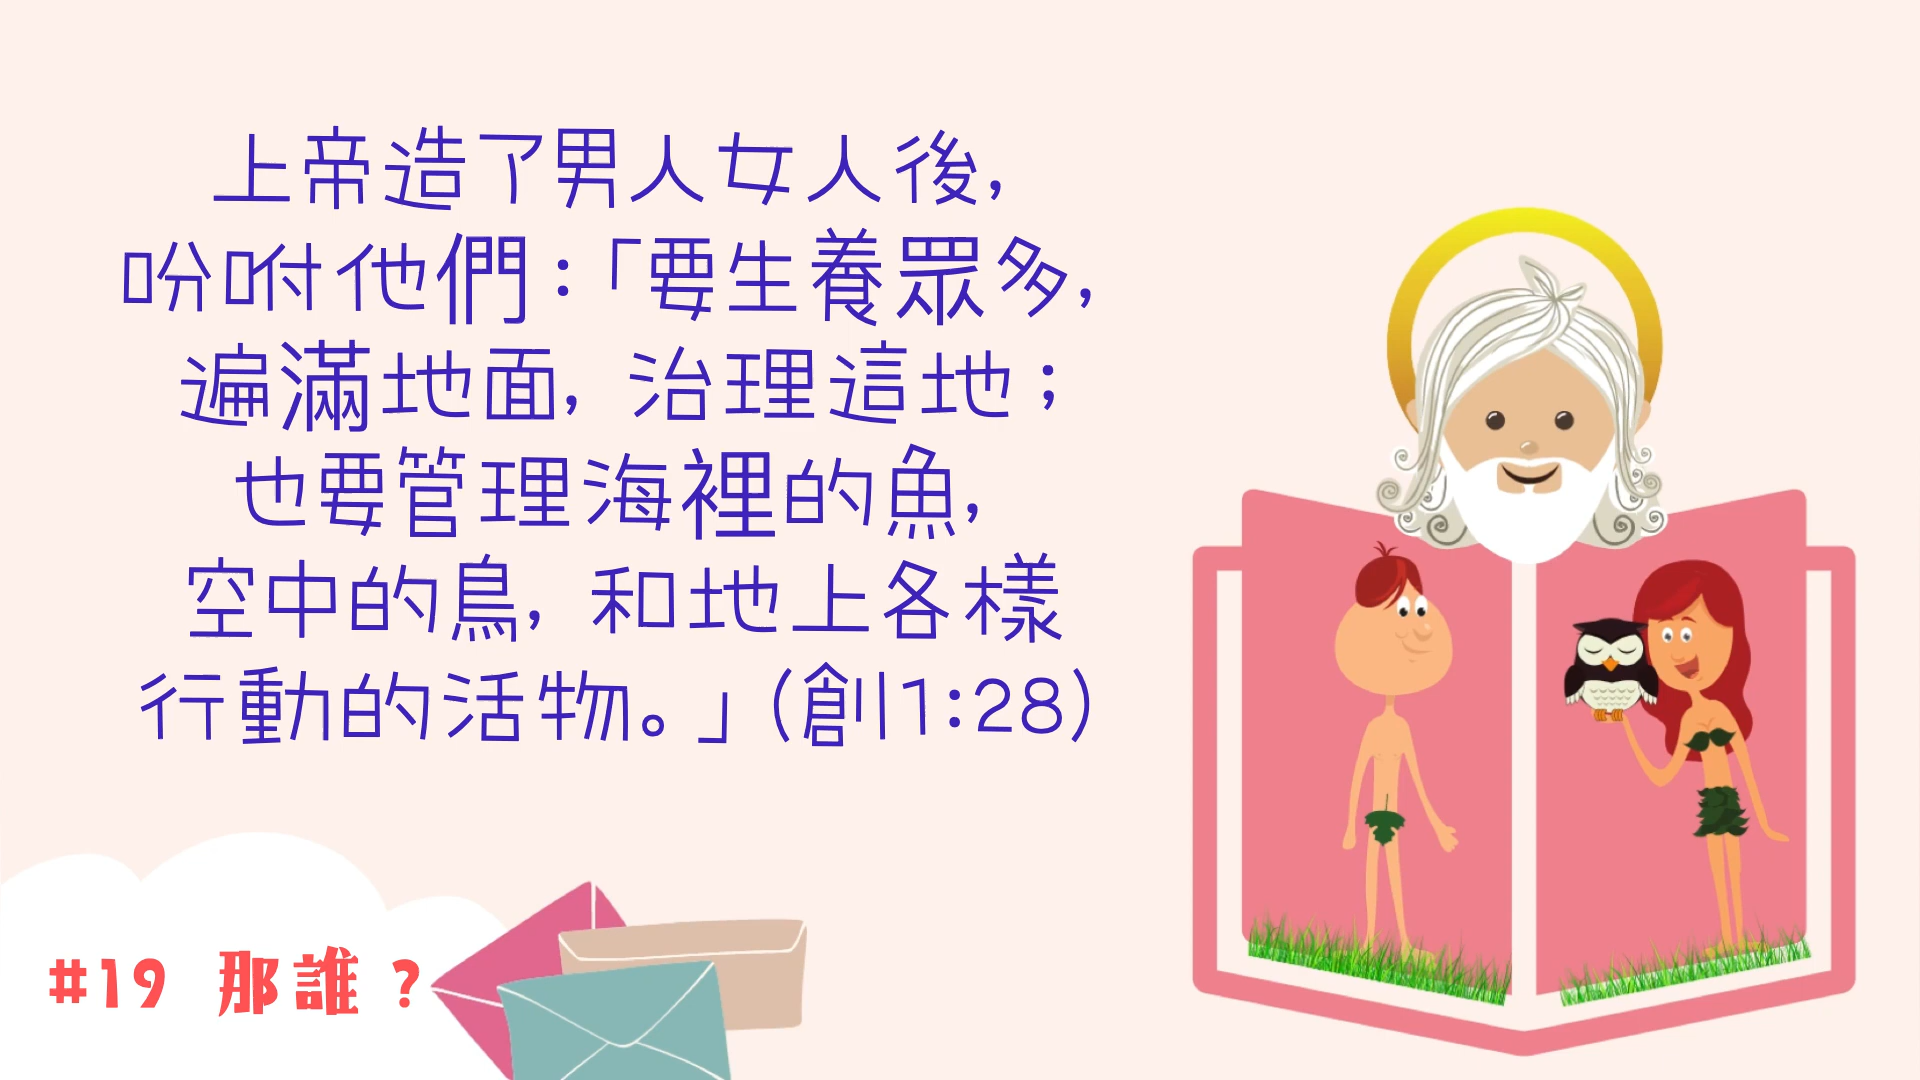 上帝造了男人女人後，
吩咐他們：「要生養眾多，
遍滿地面，治理這地；
也要管理海裡的魚，
空中的鳥，和地上各樣
行動的活物。」（創1:28）
#19 那誰？